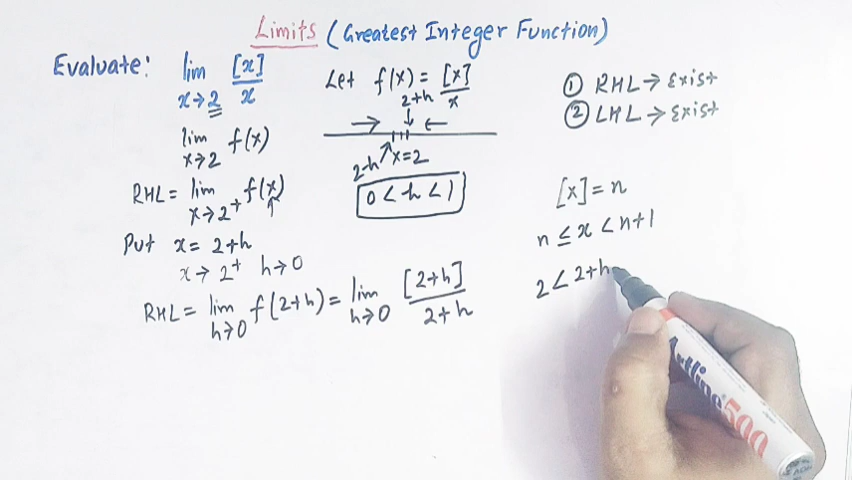 Limits (Greatest Integer Function)
Evaluate: lim x→2 [x]/x
Let f(x) = [x]/x
① RHL → Exist
② LHL → Exist
lim x→2 f(x)
2+h
2-h x=2
0 < h < 1
RHL = lim x→2⁺ f(x)
Put x = 2+h
x→2⁺ h→0
RHL = lim h→0 f(2+h) = lim h→0 [2+h]/2+h
[x] = n
n ≤ x < n+1
2 < 2+h
Artline 500